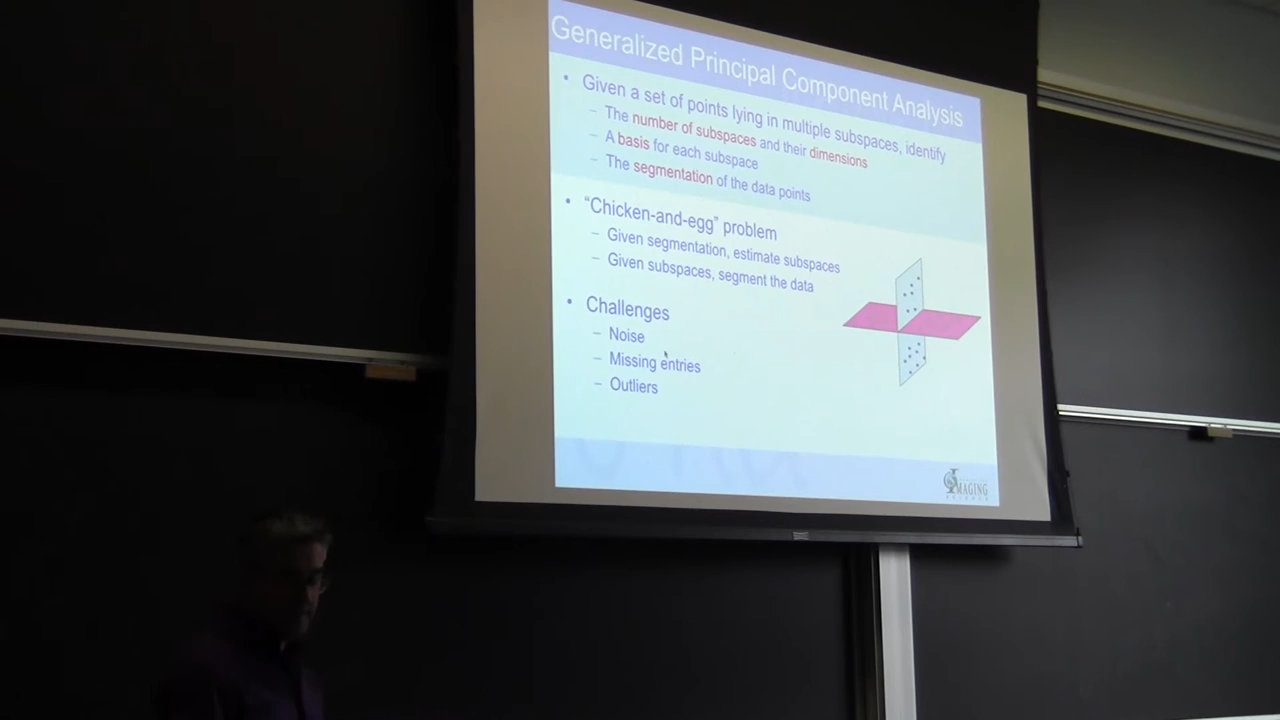 Generalized Principal Component Analysis
• Given a set of points lying in multiple subspaces, identify
– The number of subspaces and their dimensions
– A basis for each subspace
– The segmentation of the data points
• “Chicken-and-egg” problem
– Given segmentation, estimate subspaces
– Given subspaces, segment the data
• Challenges
– Noise
– Missing entries
– Outliers
IMAGING
SCIENCE